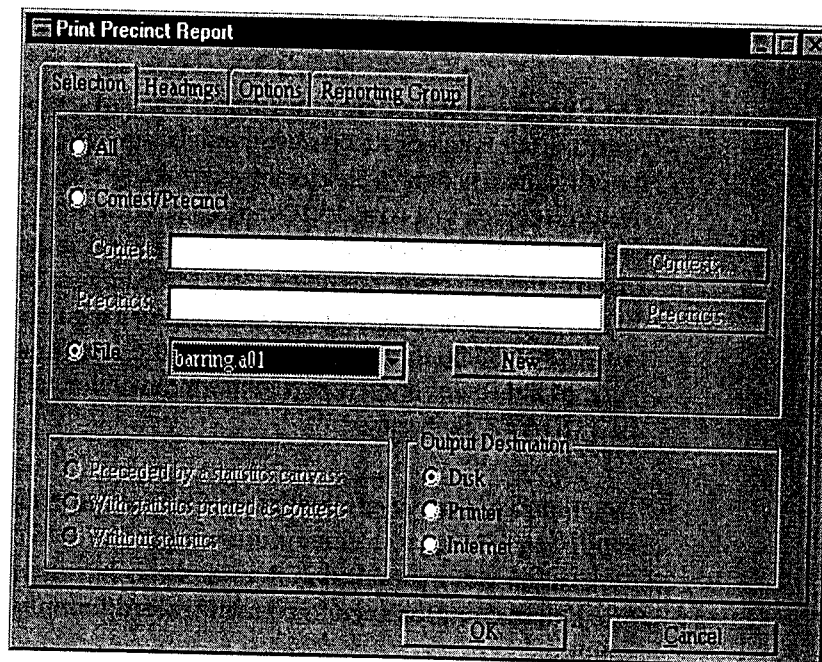 Print Precinct Report
Selection Headings Options Reporting Group
All
Contest/Precinct
Contest:
Contests...
Precincts:
Precincts...
File
barring a01
New...
Preceded by a statistics canvass
With statistics printed as contests
Without statistics
Output Destination
Disk
Printer
Internet
OK
Cancel